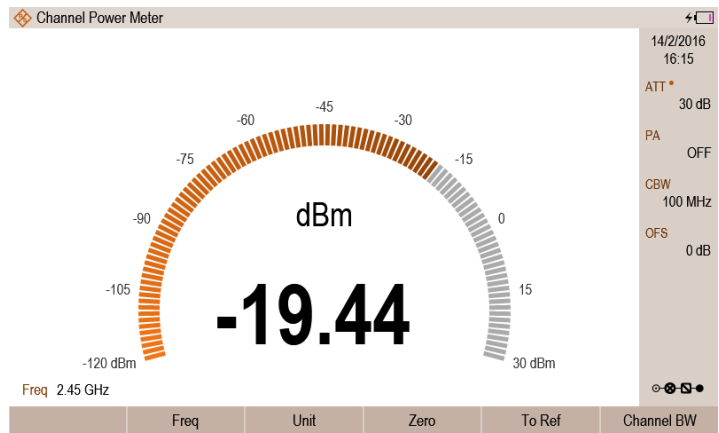 Channel Power Meter
14/2/2016
16:15
ATT
30 dB
PA
OFF
CBW
100 MHz
OFS
0 dB
-45
-60
-30
-75
-15
-90
0
dBm
-105
15
-19.44
-120 dBm
30 dBm
Freq 2.45 GHz
Freq Unit Zero To Ref Channel BW